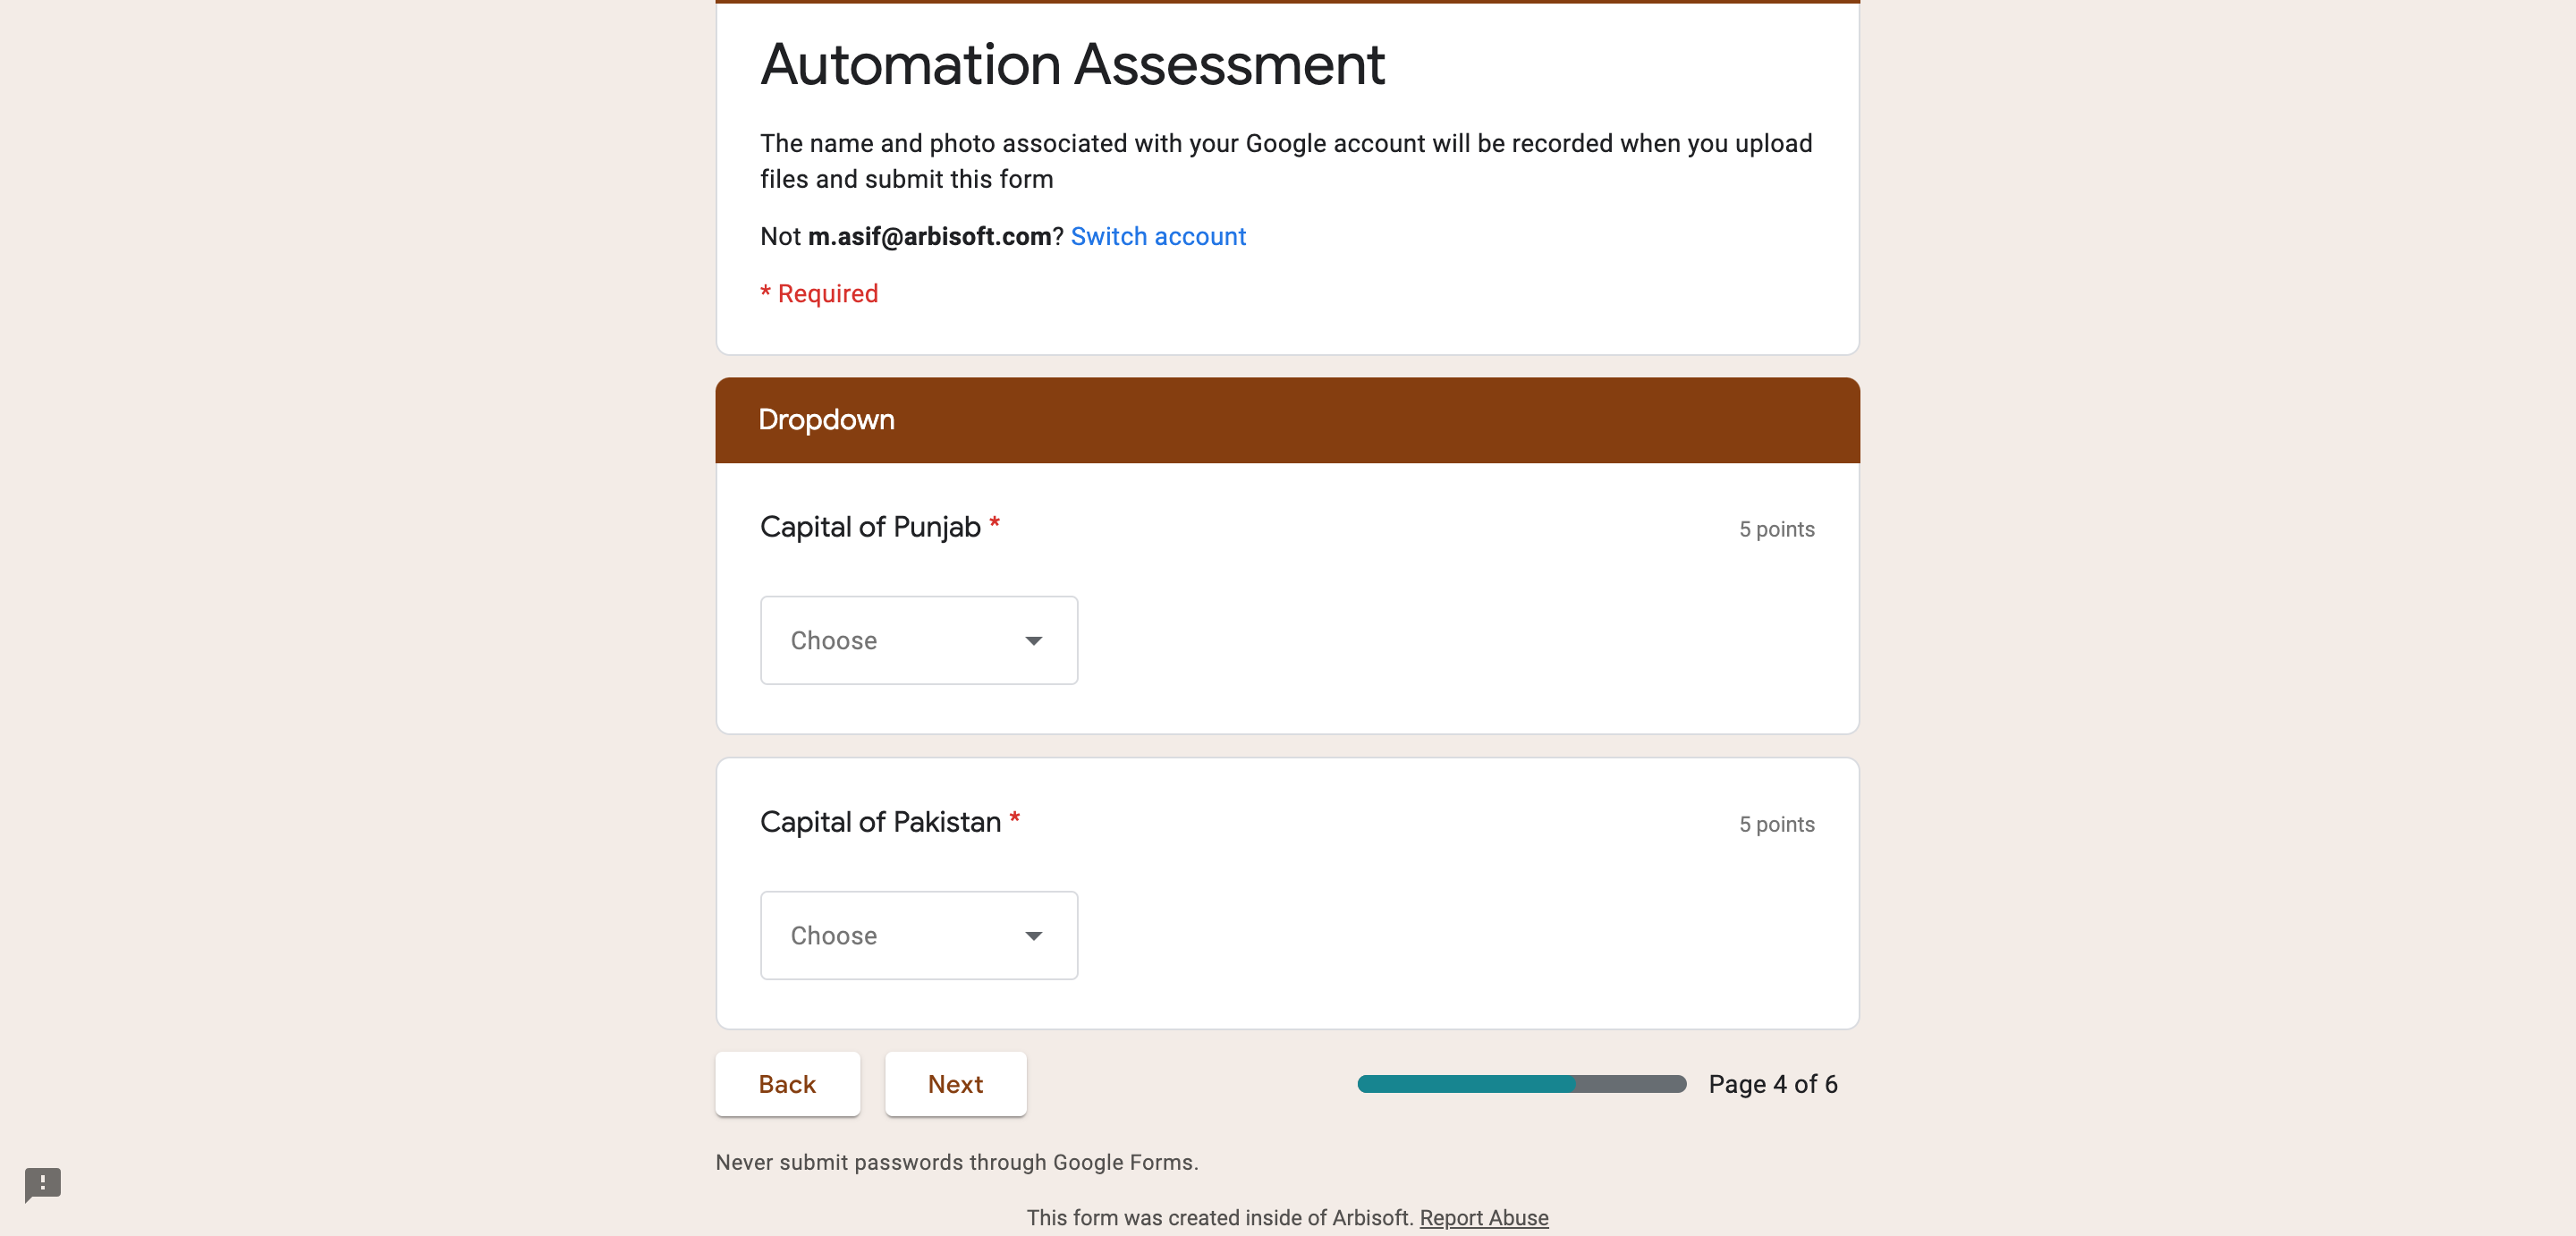 Automation Assessment
The name and photo associated with your Google account will be recorded when you upload
files and submit this form
Not m.asif@arbisoft.com? Switch account
* Required
Dropdown
Capital of Punjab *
5 points
Choose
Capital of Pakistan *
5 points
Choose
Back
Next
Page 4 of 6
Never submit passwords through Google Forms.
This form was created inside of Arbisoft. Report Abuse